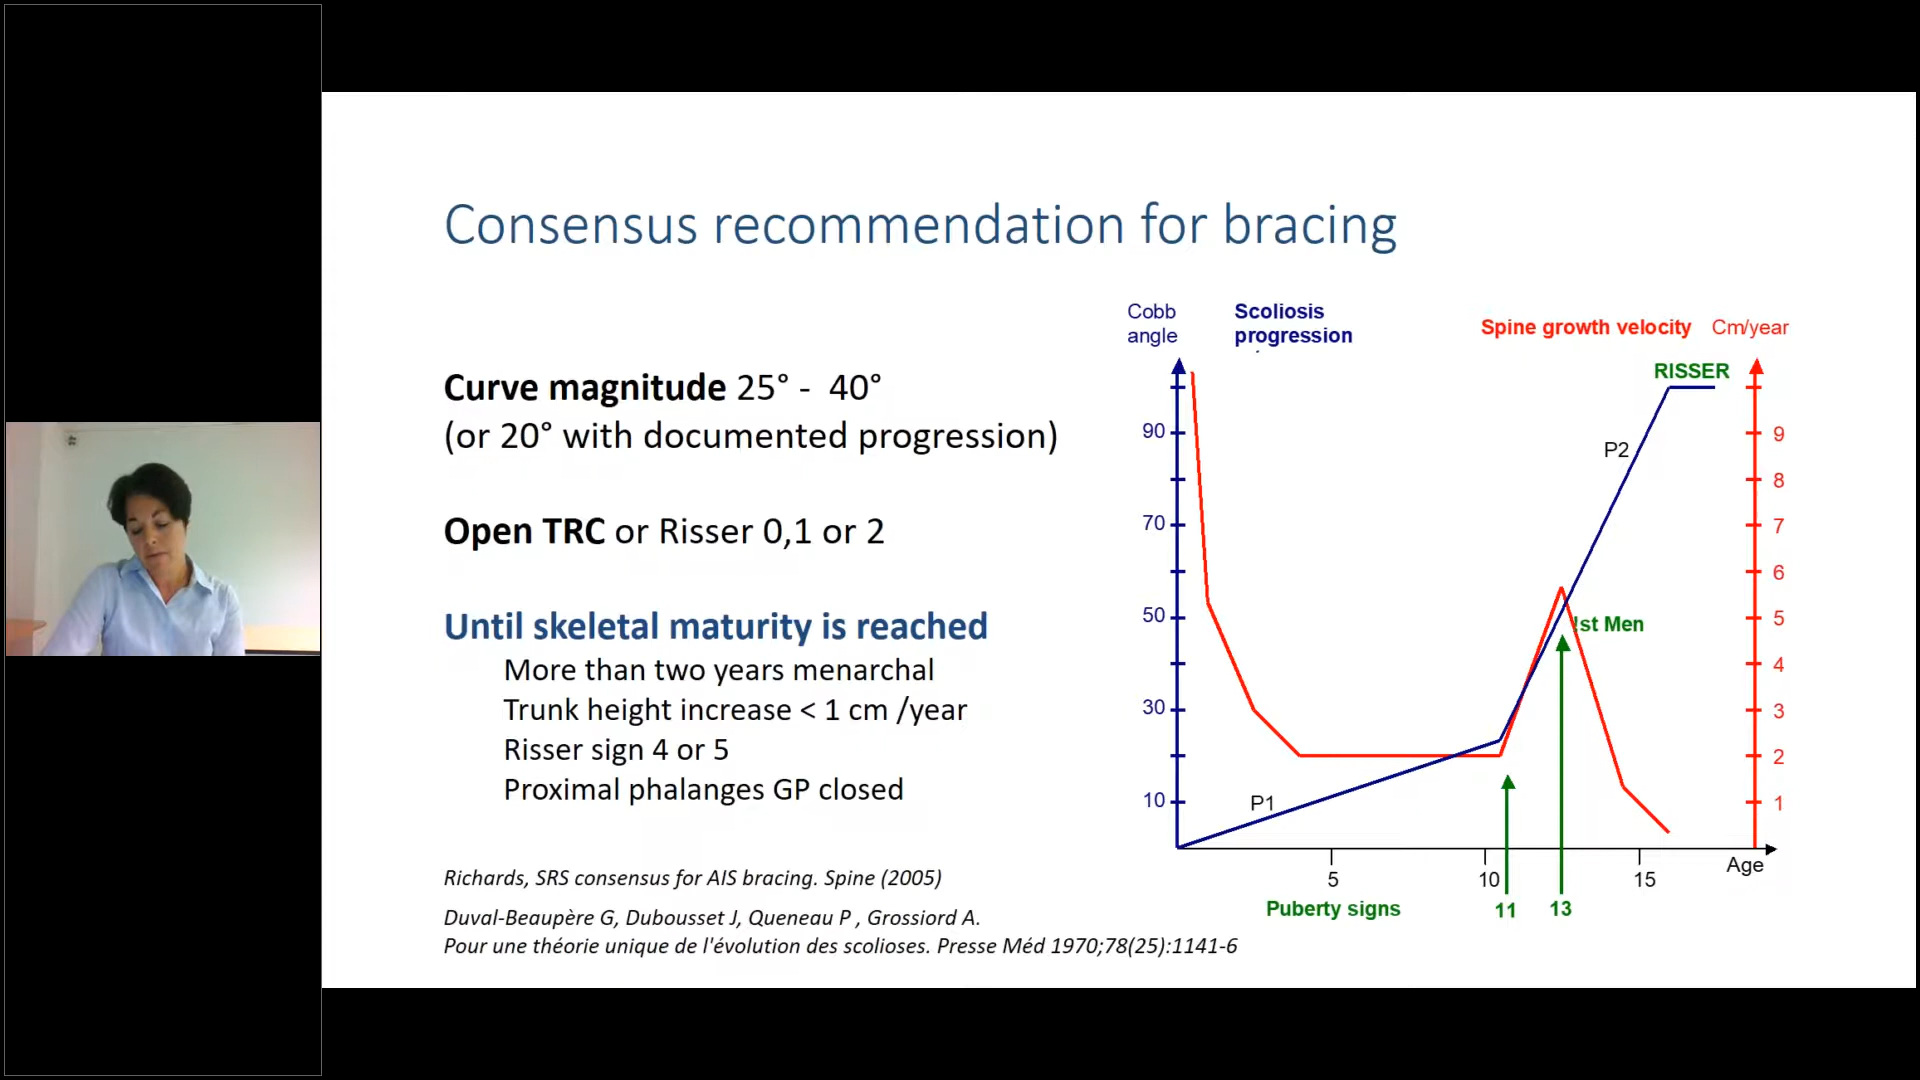 Consensus recommendation for bracing
Curve magnitude 25° - 40°
(or 20° with documented progression)
Open TRC or Risser 0,1 or 2
Until skeletal maturity is reached
More than two years menarchal
Trunk height increase < 1 cm /year
Risser sign 4 or 5
Proximal phalanges GP closed
Richards, SRS consensus for AIS bracing. Spine (2005)
Duval-Beaupère G, Dubousset J, Queneau P , Grossiord A.
Pour une théorie unique de l'évolution des scolioses. Presse Méd 1970;78(25):1141-6
Cobb
angle
Scoliosis
progression
Spine growth velocity
Cm/year
RISSER
90
70
50
30
10
P1
P2
1st Men
9
8
7
6
5
4
3
2
1
Age
5
10
15
Puberty signs
11
13